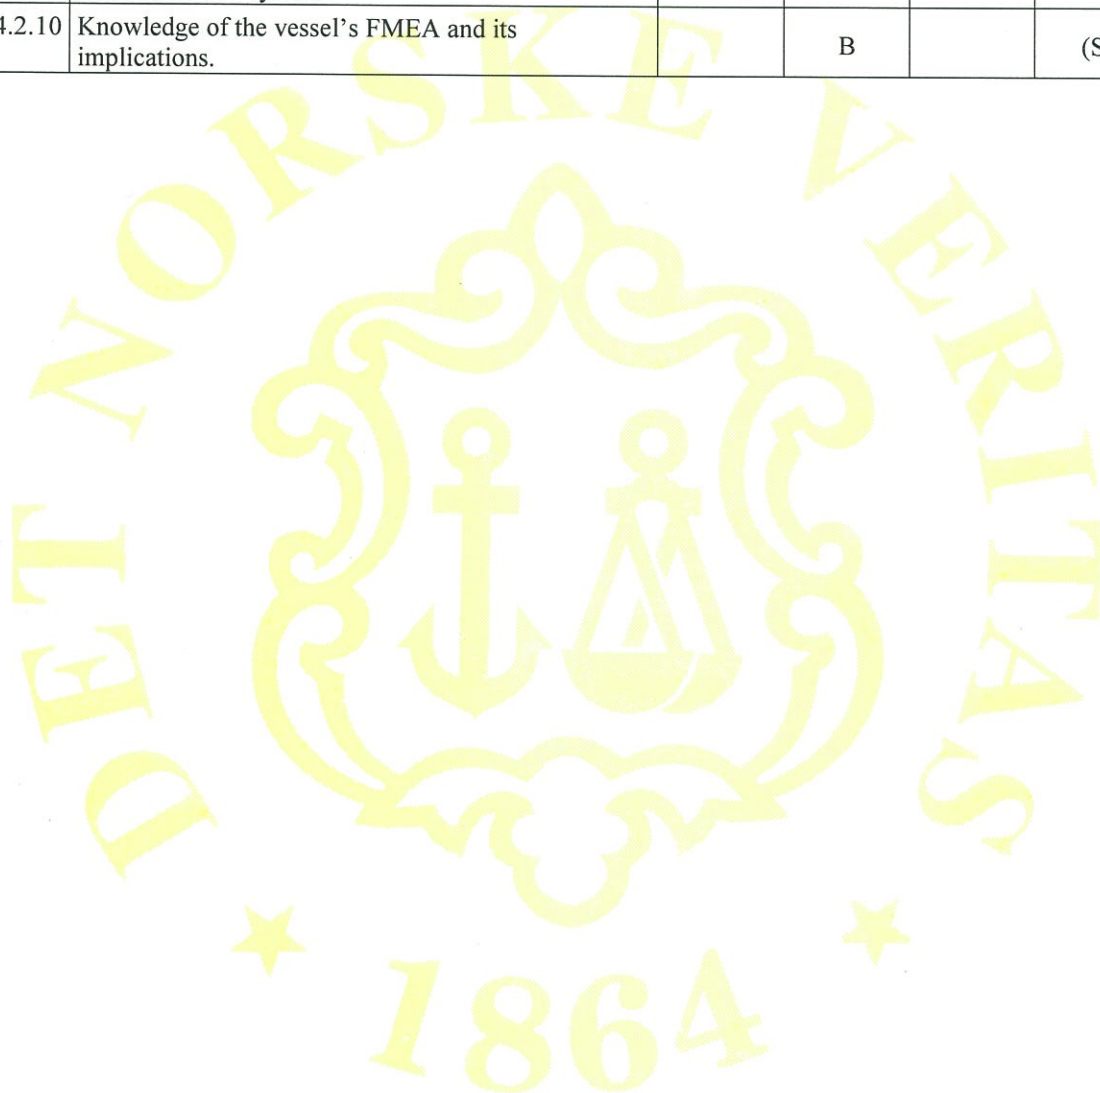 4.2.10 Knowledge of the vessel's FMEA and its
implications.
B
(S
DET NORSKE VERITAS
1864